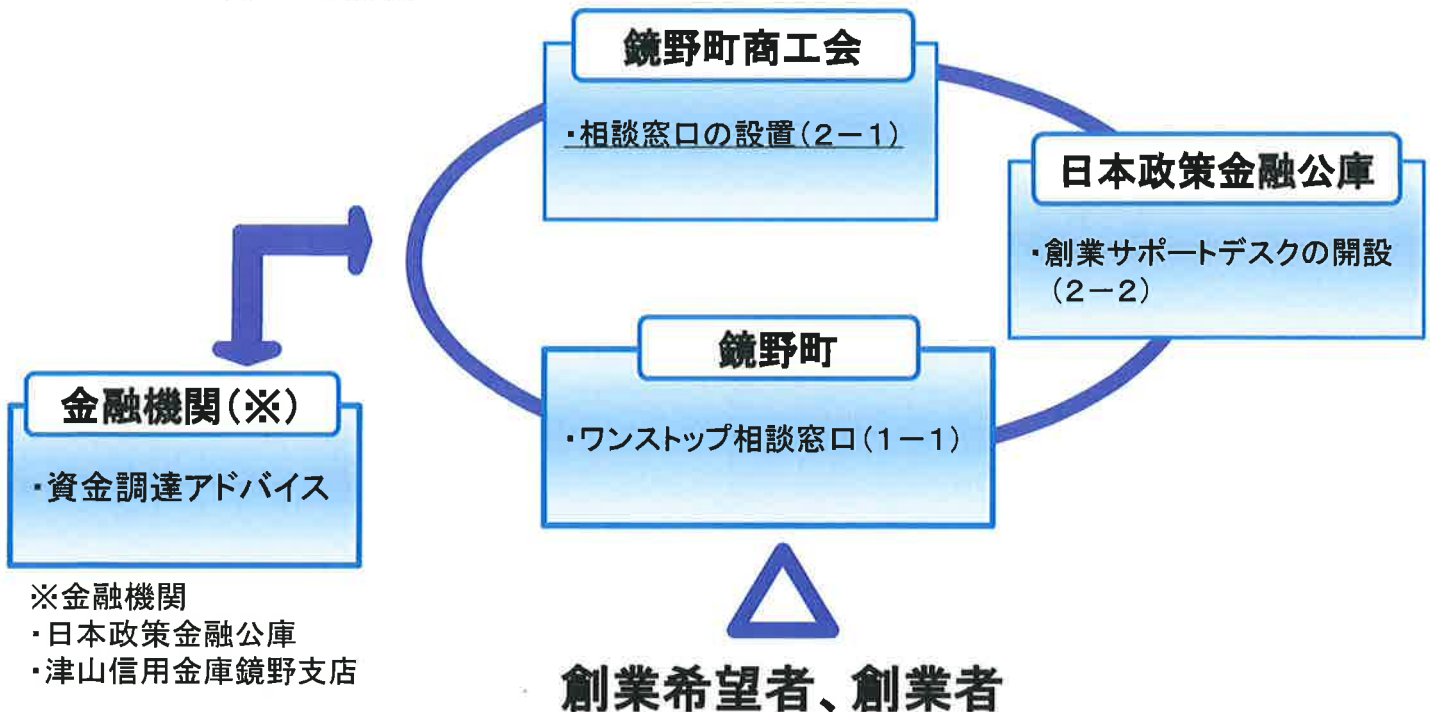 鏡野町商工会
・相談窓口の設置(2-1)
日本政策金融公庫
・創業サポートデスクの開設
(2-2)
鏡野町
・ワンストップ相談窓口(1-1)
金融機関(※)
・資金調達アドバイス
※金融機関
・日本政策金融公庫
・津山信用金庫鏡野支店
創業希望者、創業者